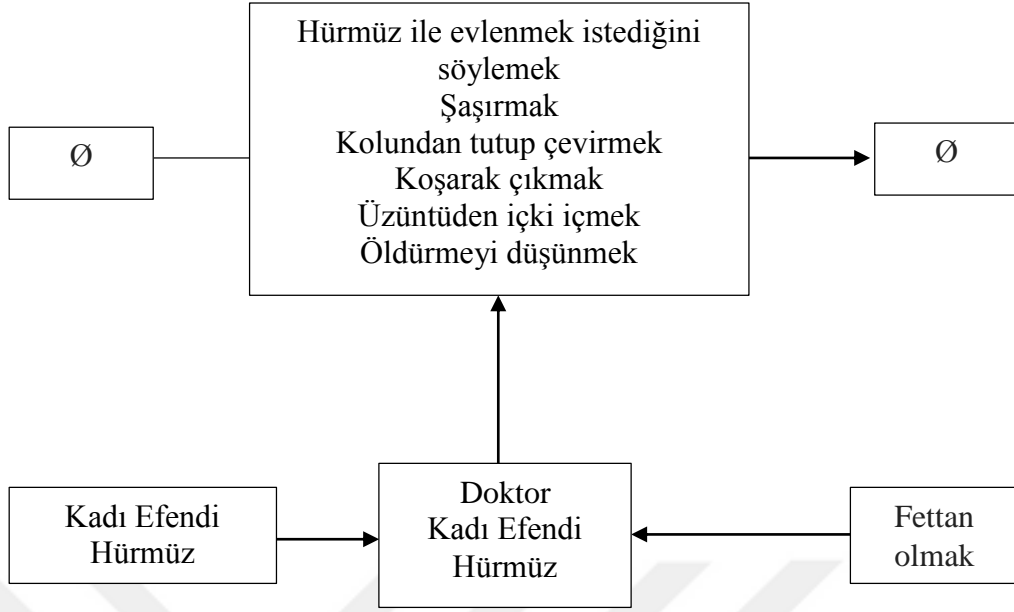 Hürmüz ile evlenmek istediğini
söylemek
Şaşırmak
Kolundan tutup çevirmek
Koşarak çıkmak
Üzüntüden içki içmek
Öldürmeyi düşünmek
Ø
Ø
Kadı Efendi
Hürmüz
Doktor
Kadı Efendi
Hürmüz
Fettan
olmak